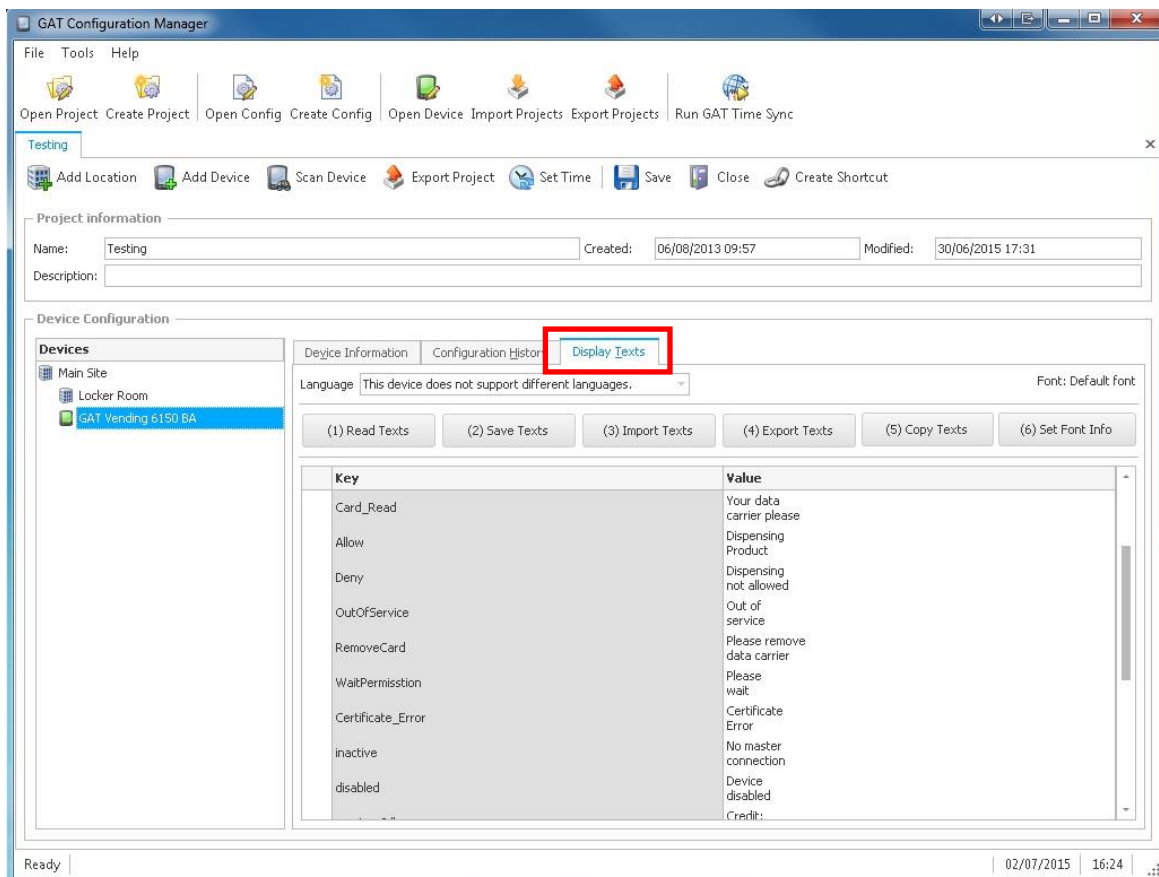 GAT Configuration Manager
File Tools Help
Open Project Create Project Open Config Create Config Open Device Import Projects Export Projects Run GAT Time Sync
Testing
Add Location Add Device Scan Device Export Project Set Time Save Close Create Shortcut
Project information
Name: Testing Created: 06/08/2013 09:57 Modified: 30/06/2015 17:31
Description:
Device Configuration
Devices
Main Site
Locker Room
GAT Vending 6150 BA
Device Information Configuration History Display Texts
Language This device does not support different languages. Font: Default font
(1) Read Texts (2) Save Texts (3) Import Texts (4) Export Texts (5) Copy Texts (6) Set Font Info
Key Value
Card_Read Your data
carrier please
Allow Dispensing
Product
Deny Dispensing
not allowed
OutOfService Out of
service
RemoveCard Please remove
data carrier
WaitPermisstion Please
wait
Certificate_Error Certificate
Error
inactive No master
connection
disabled Device
disabled
Credit:
Ready 02/07/2015 16:24